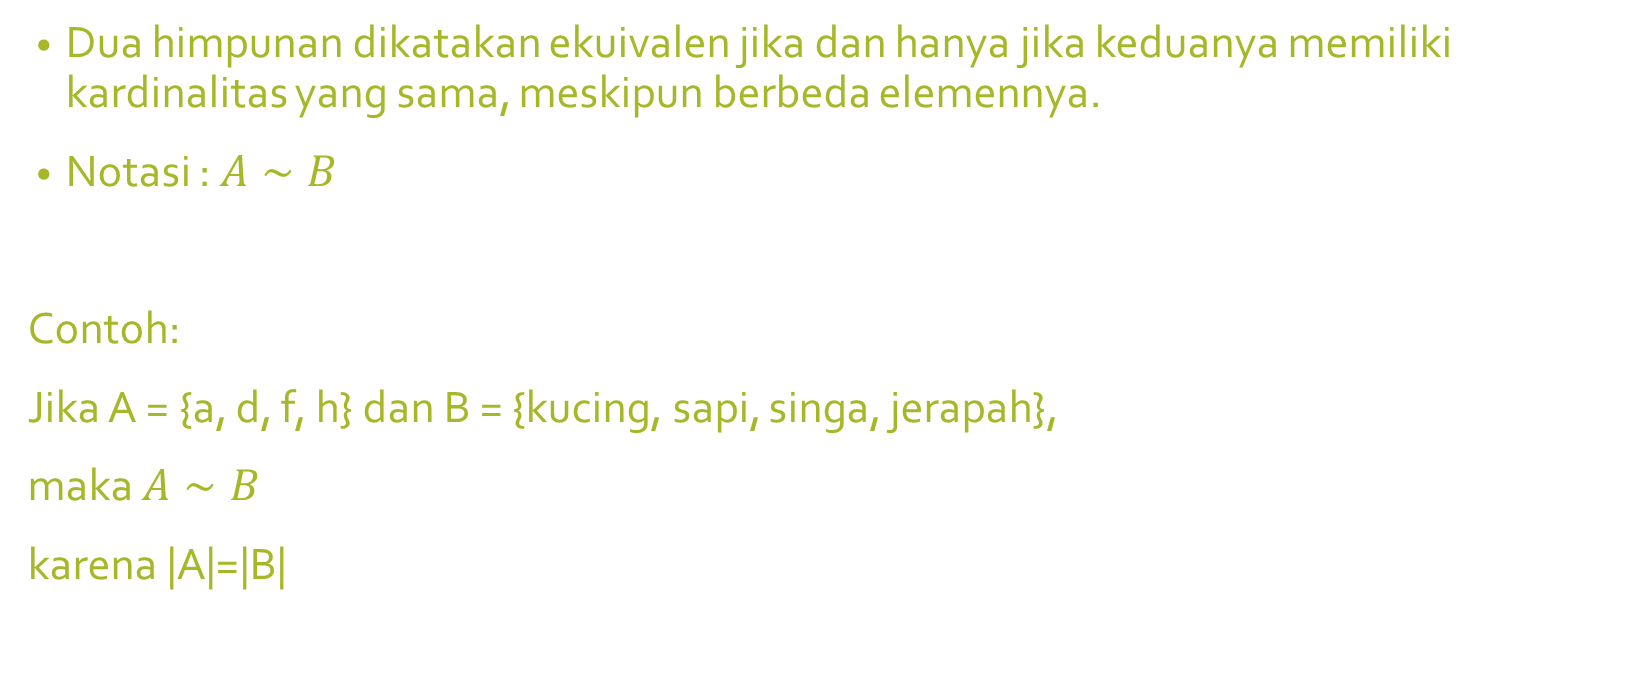 • Dua himpunan dikatakan ekuivalen jika dan hanya jika keduanya memiliki
kardinalitas yang sama, meskipun berbeda elemennya.
• Notasi : 𝐴 ~ 𝐵
Contoh:
Jika A = {a, d, f, h} dan B = {kucing, sapi, singa, jerapah},
maka 𝐴 ~ 𝐵
karena |A|=|B|